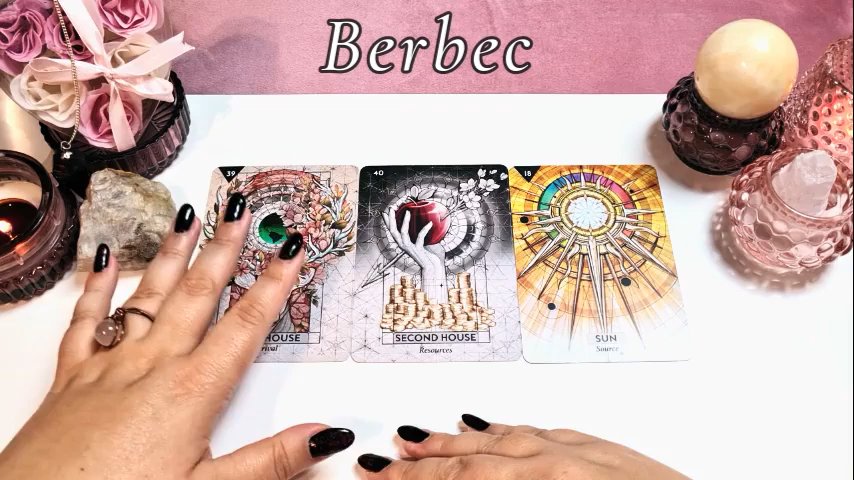 Berbec
39
40
18
HOUSE
SECOND HOUSE
Resources
SUN
Source